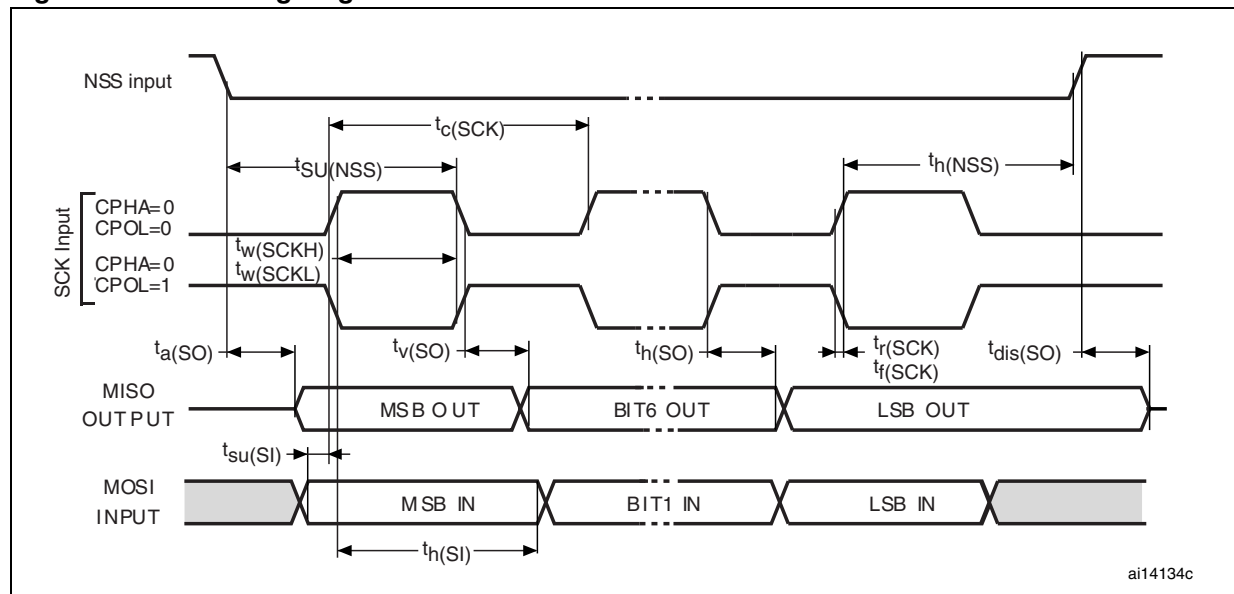 NSS input
tc(SCK)
tSU(NSS)
th(NSS)
SCK Input
CPHA=0
CPOL=0
tw(SCKH)
CPHA=0
tw(SCKL)
CPOL=1
ta(SO)
tv(SO)
th(SO)
tr(SCK)
tf(SCK)
tdis(SO)
MISO
OUTPUT
MSB OUT
BIT6 OUT
LSB OUT
tsu(SI)
MOSI
INPUT
MSB IN
BIT1 IN
LSB IN
th(SI)
ai14134c